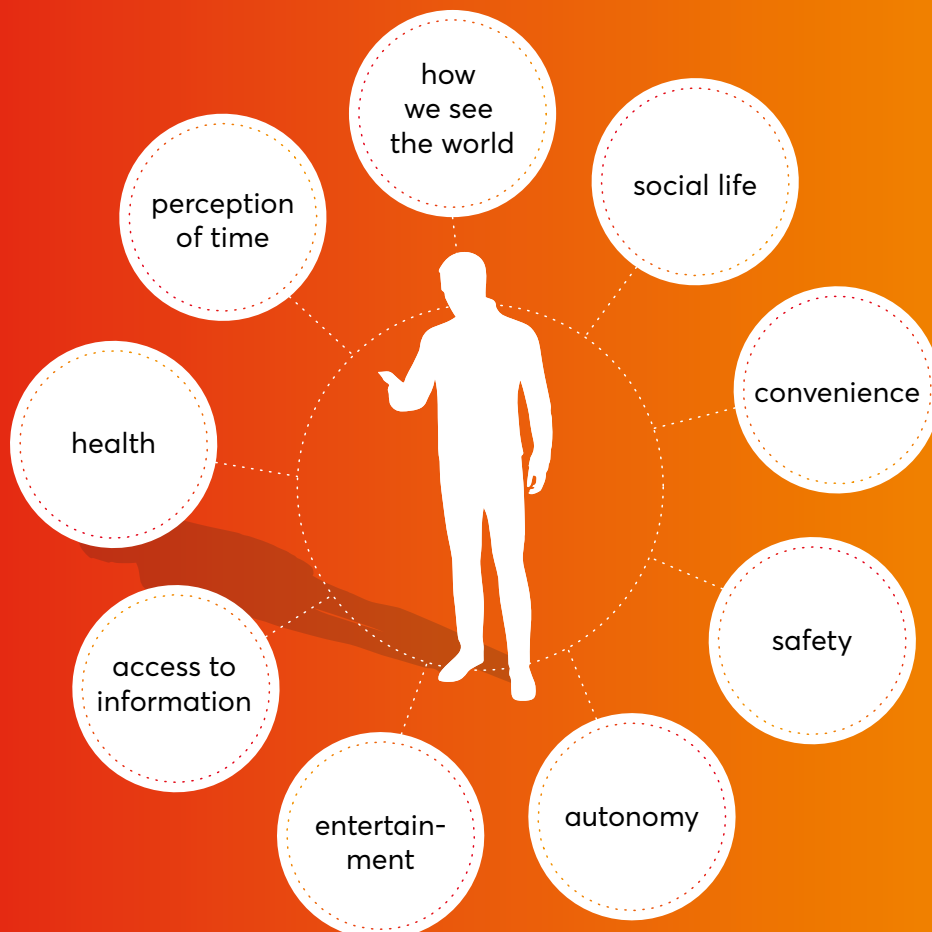 how
we see
the world
social life
convenience
safety
autonomy
entertain-
ment
access to
information
health
perception
of time